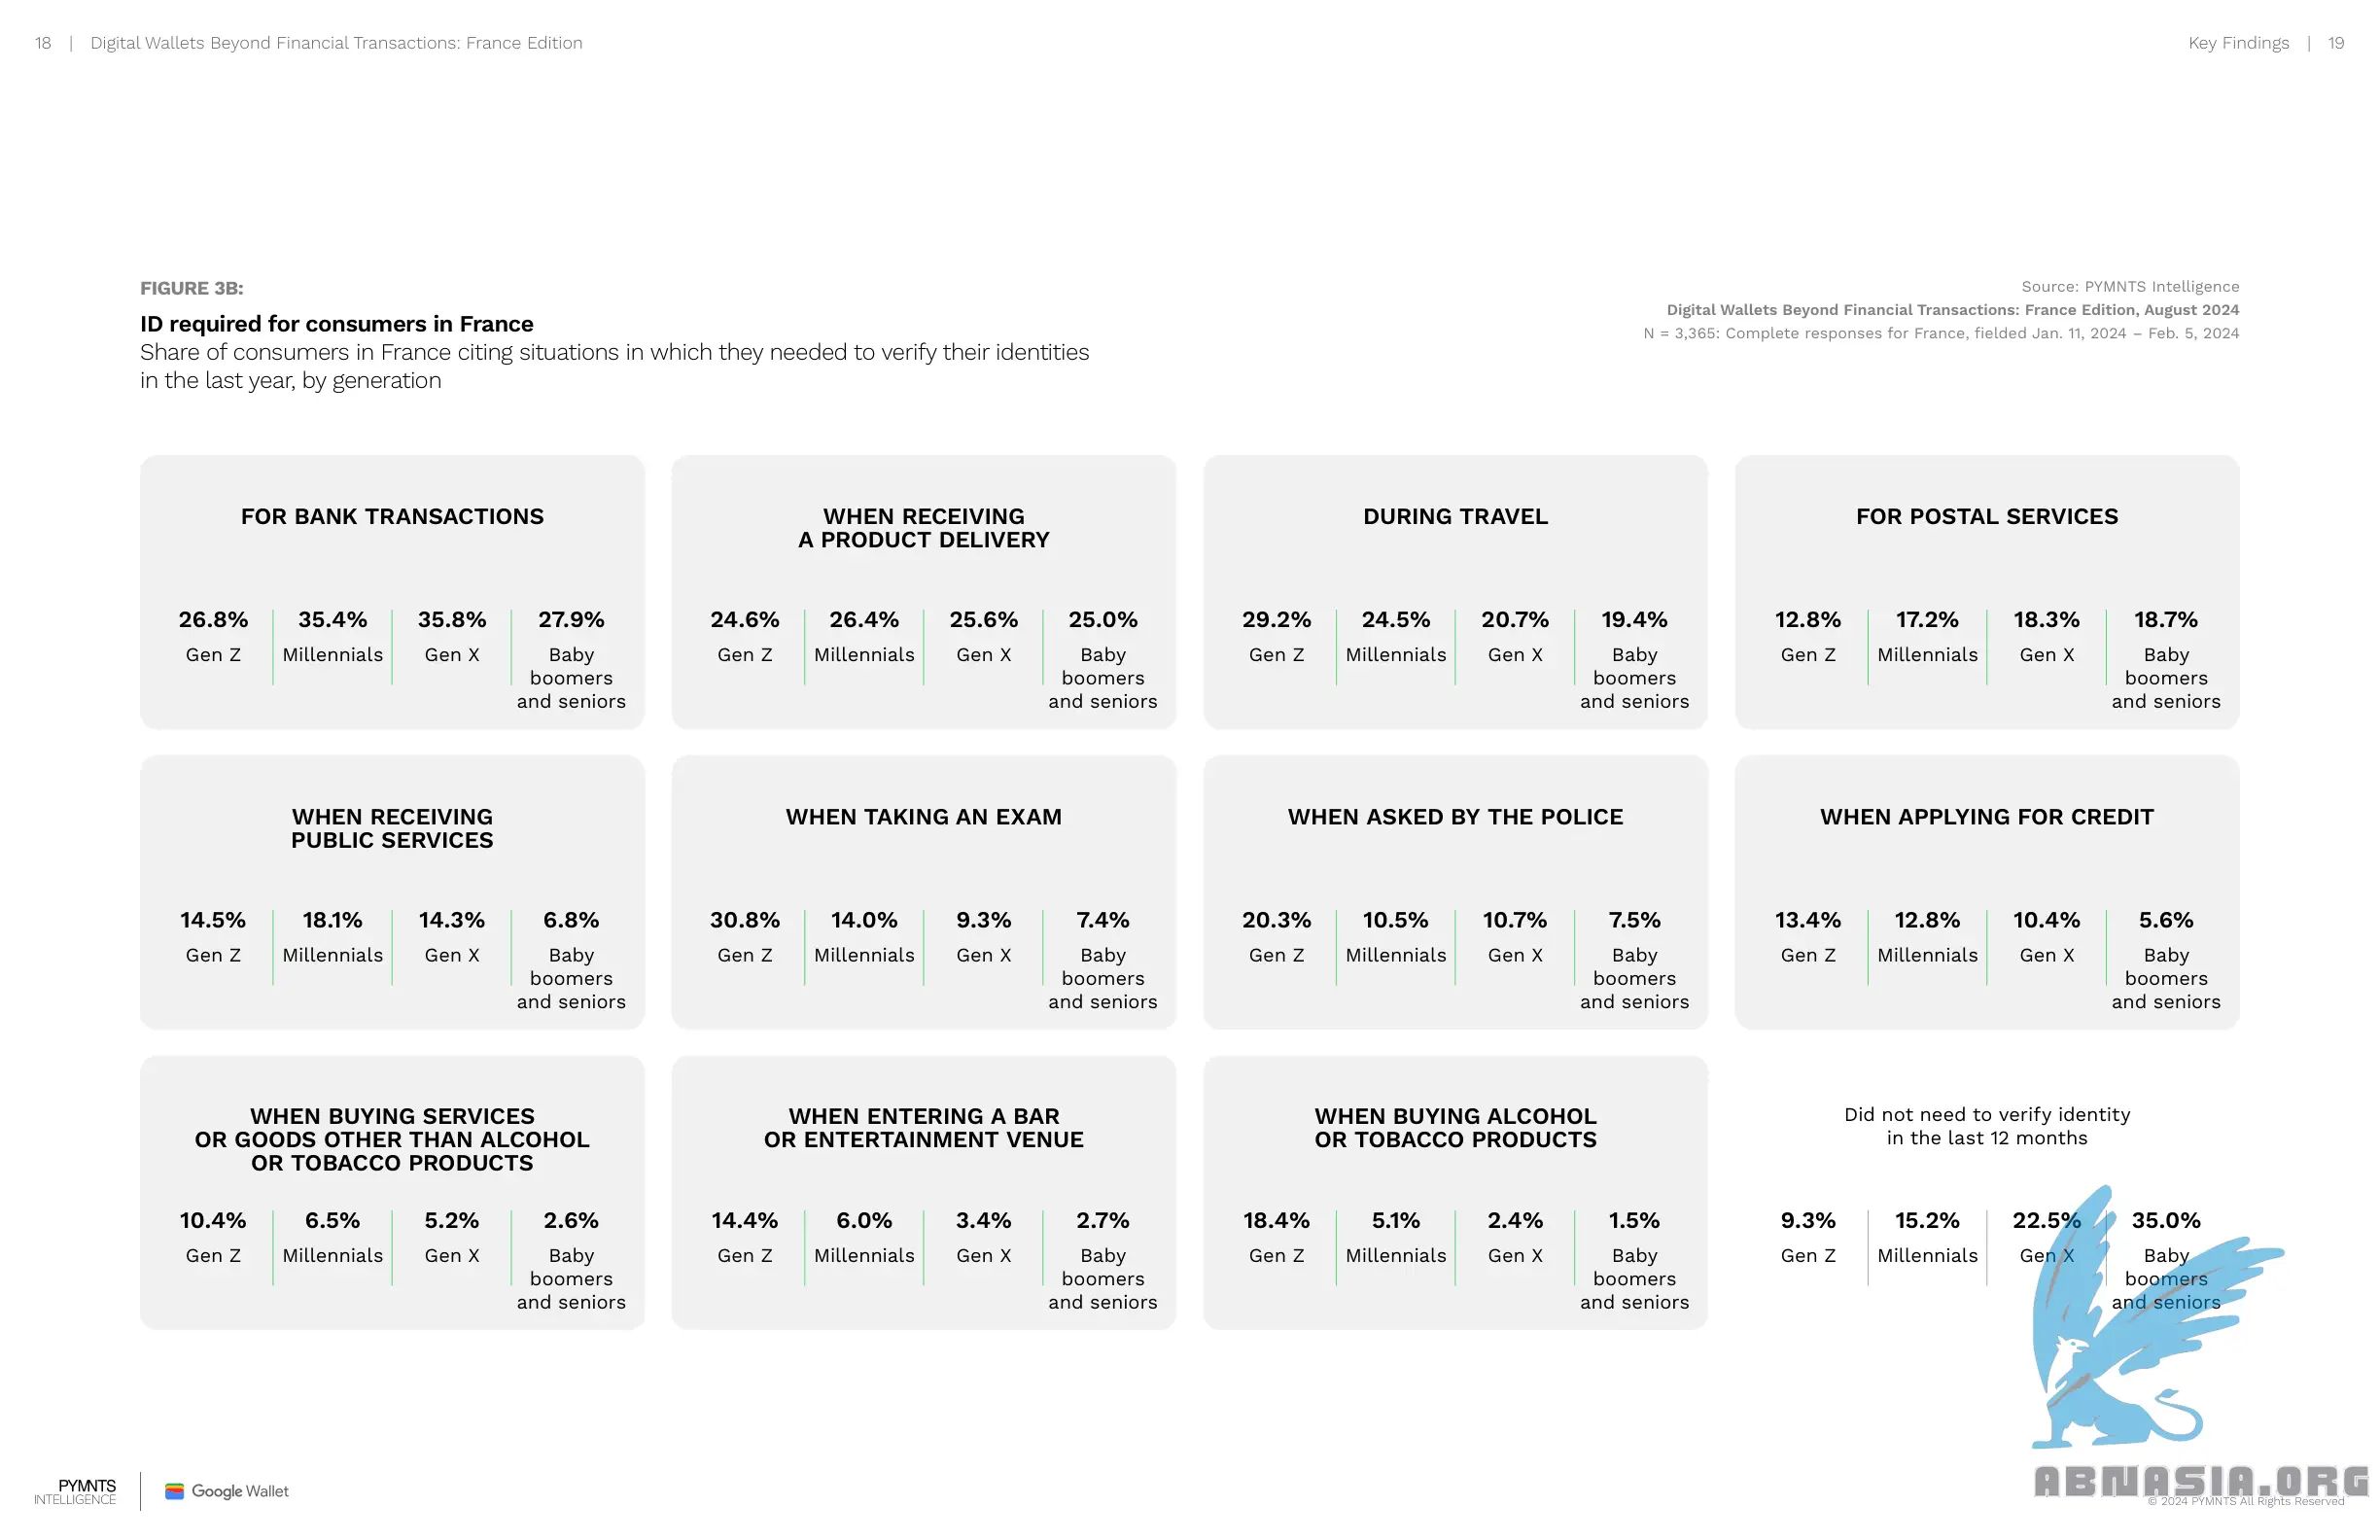 18 | Digital Wallets Beyond Financial Transactions: France Edition
Key Findings | 19
FIGURE 3B:
ID required for consumers in France
Share of consumers in France citing situations in which they needed to verify their identities
in the last year, by generation
Source: PYMNTS Intelligence
Digital Wallets Beyond Financial Transactions: France Edition, August 2024
N = 3,365: Complete responses for France, fielded Jan. 11, 2024 – Feb. 5, 2024
FOR BANK TRANSACTIONS
26.8% 35.4% 35.8% 27.9%
Gen Z Millennials Gen X Baby
boomers
and seniors
WHEN RECEIVING
A PRODUCT DELIVERY
24.6% 26.4% 25.6% 25.0%
Gen Z Millennials Gen X Baby
boomers
and seniors
DURING TRAVEL
29.2% 24.5% 20.7% 19.4%
Gen Z Millennials Gen X Baby
boomers
and seniors
FOR POSTAL SERVICES
12.8% 17.2% 18.3% 18.7%
Gen Z Millennials Gen X Baby
boomers
and seniors
WHEN RECEIVING
PUBLIC SERVICES
14.5% 18.1% 14.3% 6.8%
Gen Z Millennials Gen X Baby
boomers
and seniors
WHEN TAKING AN EXAM
30.8% 14.0% 9.3% 7.4%
Gen Z Millennials Gen X Baby
boomers
and seniors
WHEN ASKED BY THE POLICE
20.3% 10.5% 10.7% 7.5%
Gen Z Millennials Gen X Baby
boomers
and seniors
WHEN APPLYING FOR CREDIT
13.4% 12.8% 10.4% 5.6%
Gen Z Millennials Gen X Baby
boomers
and seniors
WHEN BUYING SERVICES
OR GOODS OTHER THAN ALCOHOL
OR TOBACCO PRODUCTS
10.4% 6.5% 5.2% 2.6%
Gen Z Millennials Gen X Baby
boomers
and seniors
WHEN ENTERING A BAR
OR ENTERTAINMENT VENUE
14.4% 6.0% 3.4% 2.7%
Gen Z Millennials Gen X Baby
boomers
and seniors
WHEN BUYING ALCOHOL
OR TOBACCO PRODUCTS
18.4% 5.1% 2.4% 1.5%
Gen Z Millennials Gen X Baby
boomers
and seniors
Did not need to verify identity
in the last 12 months
9.3% 15.2% 22.5% 35.0%
Gen Z Millennials Gen X Baby
boomers
and seniors
PYMNTS
INTELLIGENCE
Google Wallet
ABNASIA.ORG
© 2024 PYMNTS All Rights Reserved